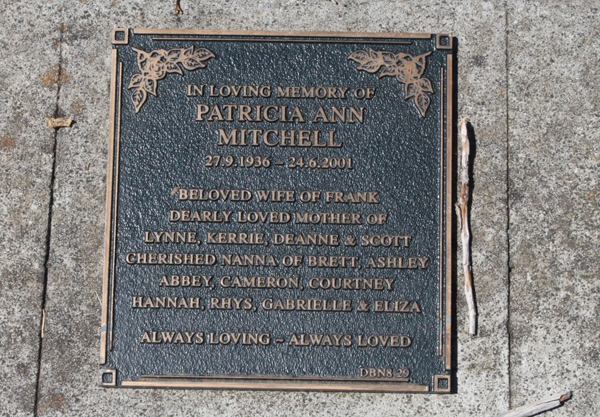 IN LOVING MEMORY OF
PATRICIA ANN
MITCHELL
27.9.1936 – 24.6.2001
BELOVED WIFE OF FRANK
DEARLY LOVED MOTHER OF
LYNNE, KERRIE, DEANNE & SCOTT
CHERISHED NANNA OF BRETT, ASHLEY
ABBEY, CAMERON, COURTNEY
HANNAH, RHYS, GABRIELLE & ELIZA
ALWAYS LOVING – ALWAYS LOVED
DBN8 29